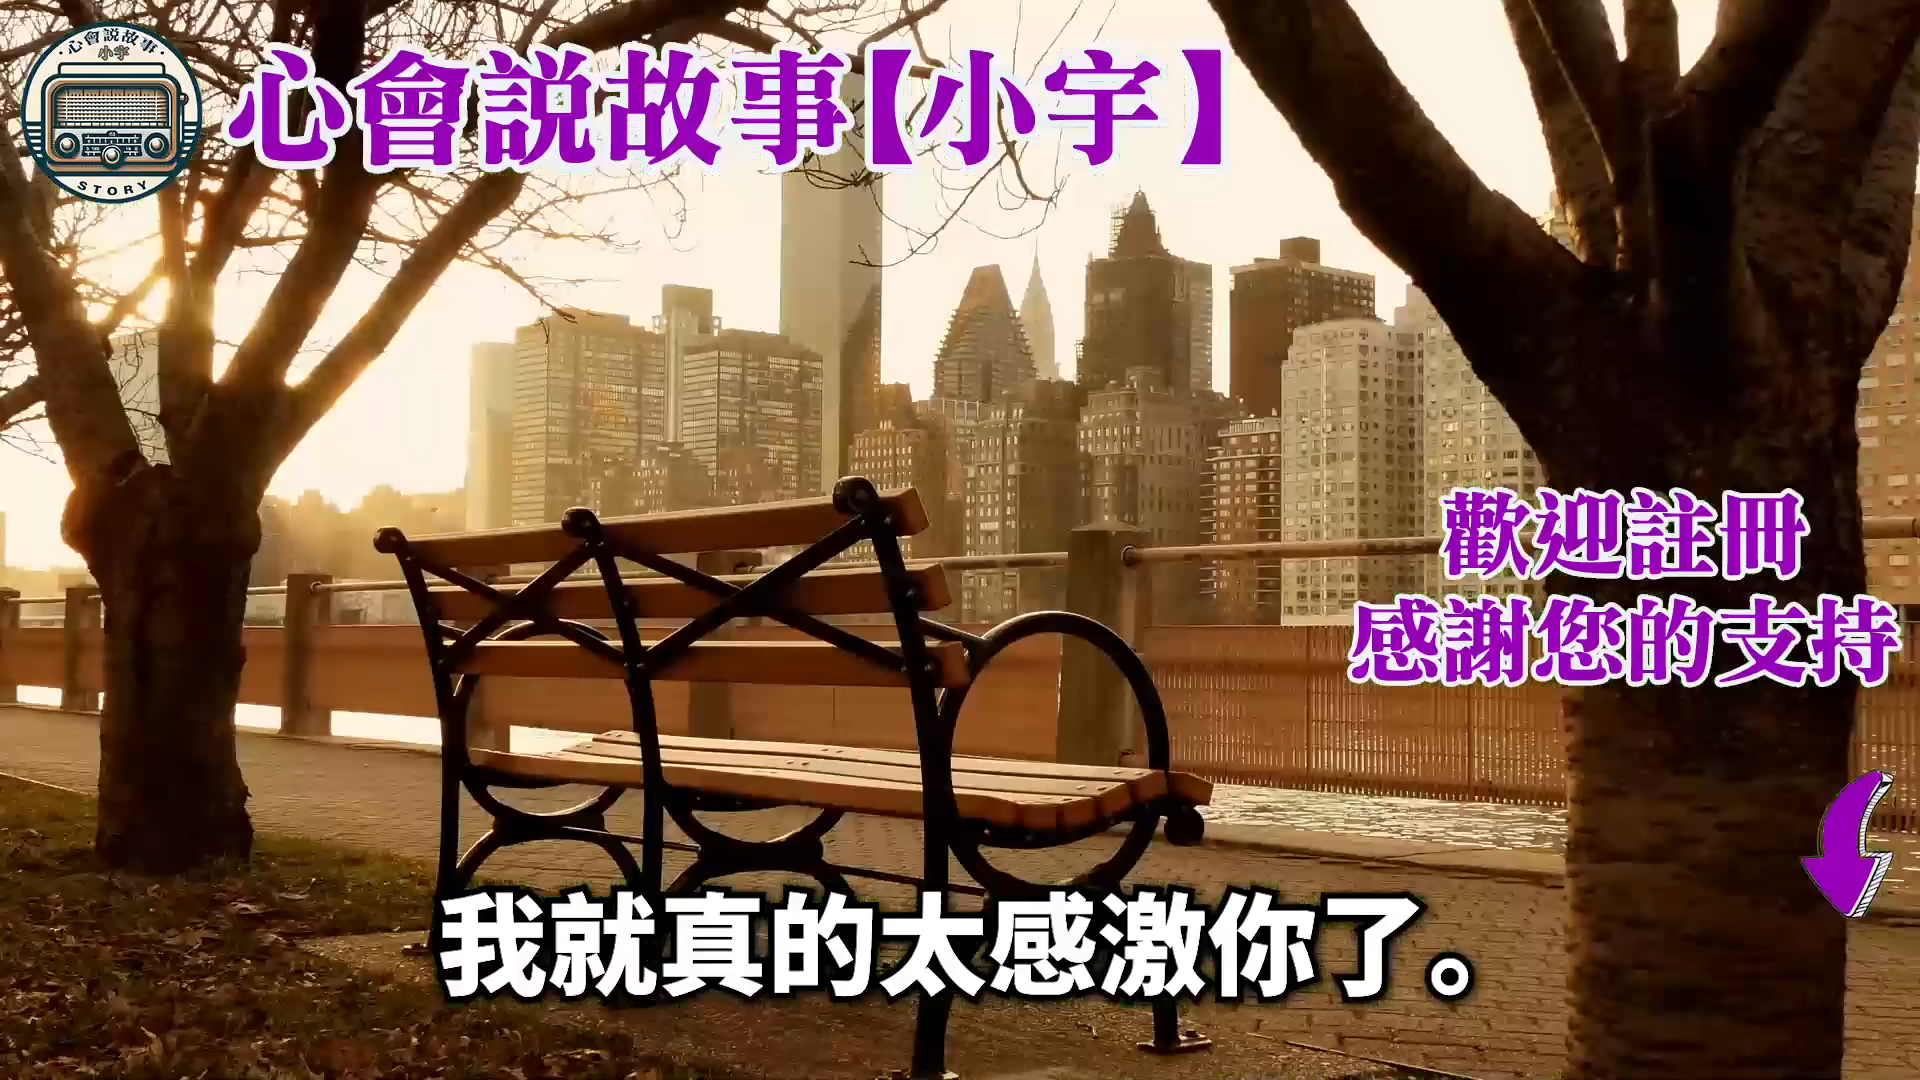 ·心會説故事·
小宇
STORY
心會説故事【小宇】
歡迎註冊
感謝您的支持
我就真的太感激你了。